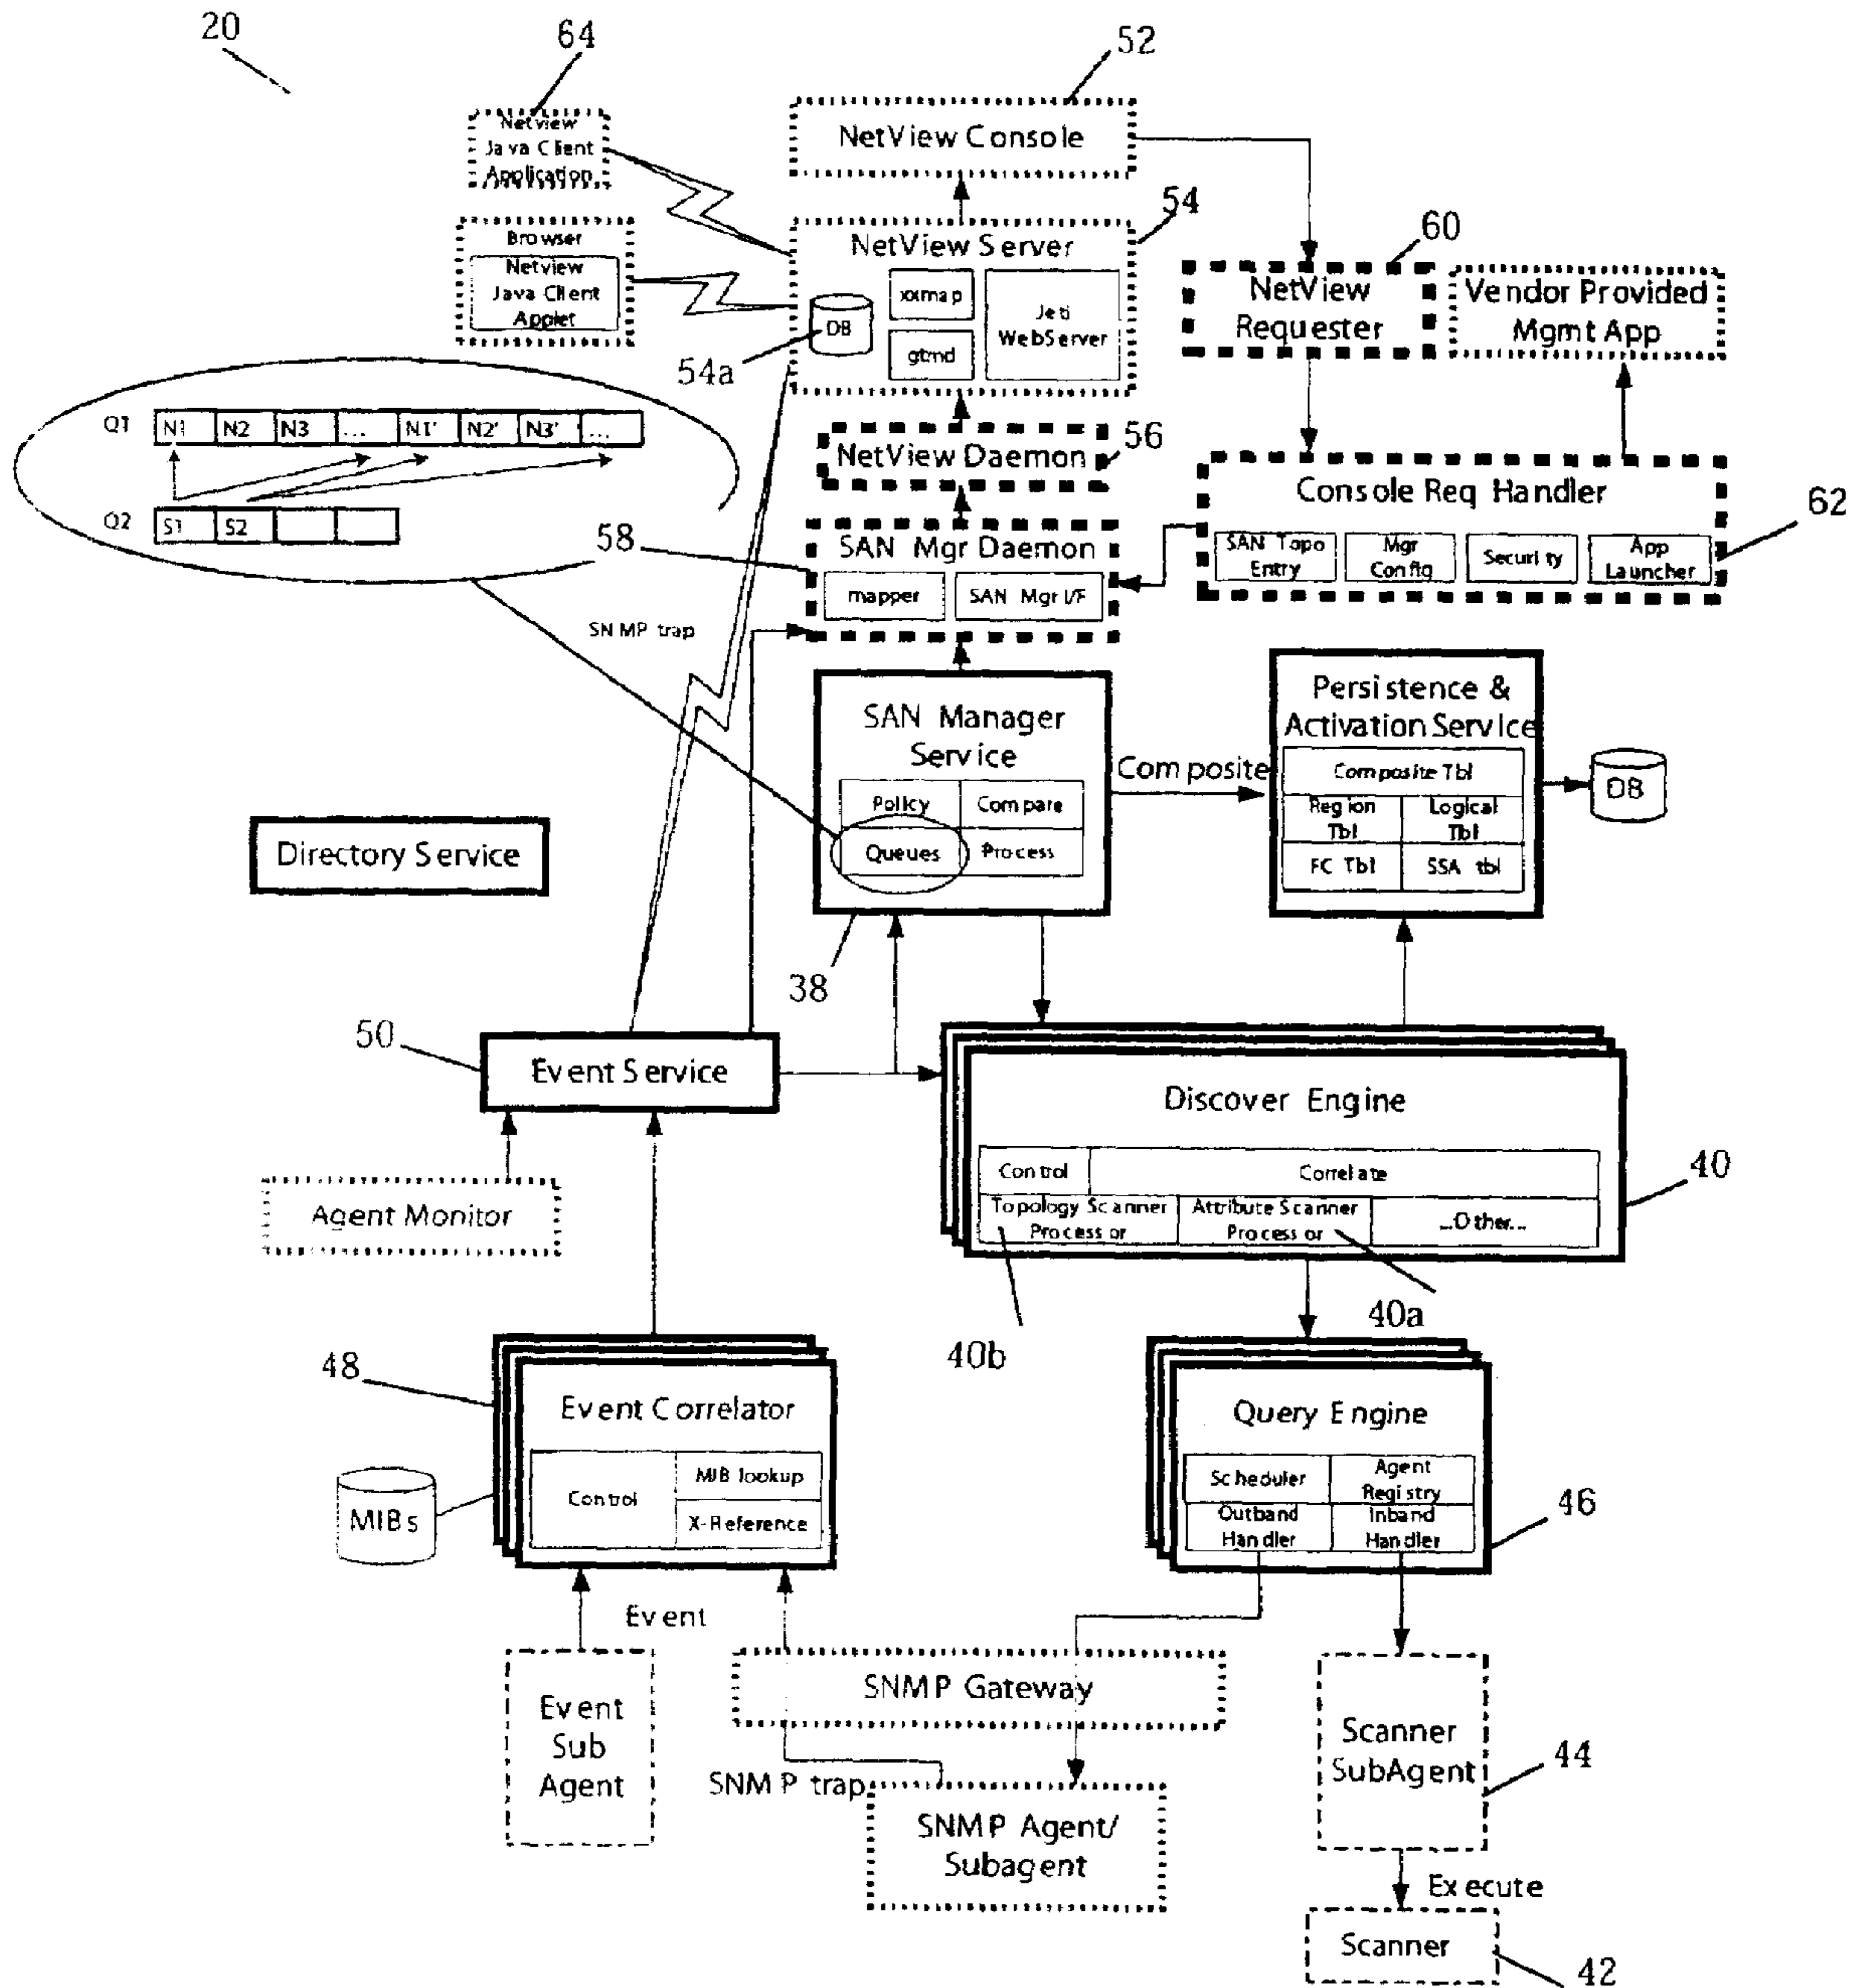 20
64
52
Netview
Java Client
Application
NetView Console
54
Browser
Netview
Java Client
Applet
NetView Server
DB
xxmap
gtmd
Jeti
WebServer
54a
60
NetView
Requester
Vendor Provided
Mgmt App
Q1 N1 N2 N3 ... N1' N2' N3' ...
Q2 S1 S2
NetView Daemon
56
Console Req Handler
SAN Topo
Entry
Mgr
Config
Security
App
Launcher
62
58
SAN Mgr Daemon
mapper
SAN Mgr I/F
SNMP trap
SAN Manager
Service
Policy
Compare
Queues
Process
38
Composite
Persistence &
Activation Service
Composite Tbl
Region
Tbl
Logical
Tbl
FC Tbl
SSA tbl
DB
Directory Service
50
Event Service
Discover Engine
Control
Correlate
Topology Scanner
Processor
Attribute Scanner
Processor
...Other...
40
40b
40a
Agent Monitor
48
Event Correlator
Control
MIB lookup
X-Reference
MIBs
Query Engine
Scheduler
Agent
Registry
Outband
Handler
Inband
Handler
46
Event
Event
Sub
Agent
SNMP Gateway
SNMP trap
SNMP Agent/
Subagent
Scanner
SubAgent
44
Execute
Scanner
42